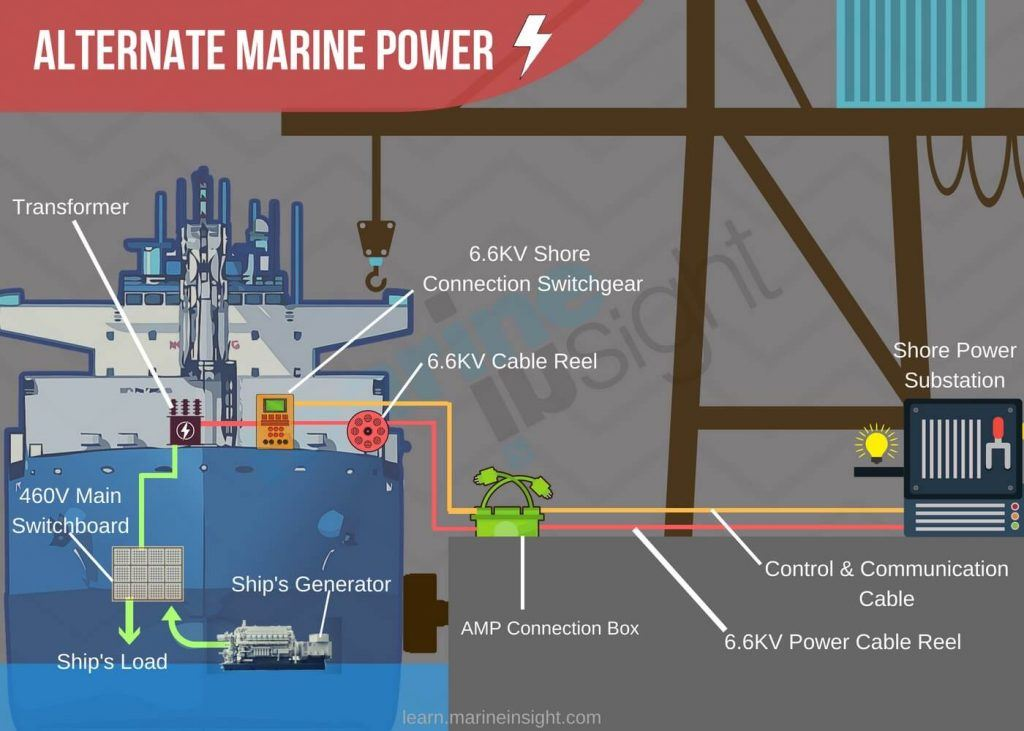 ALTERNATE MARINE POWER
Transformer
6.6KV Shore
Connection Switchgear
6.6KV Cable Reel
Shore Power
Substation
460V Main
Switchboard
Ship's Generator
Ship's Load
AMP Connection Box
Control & Communication
Cable
6.6KV Power Cable Reel
learn.marineinsight.com